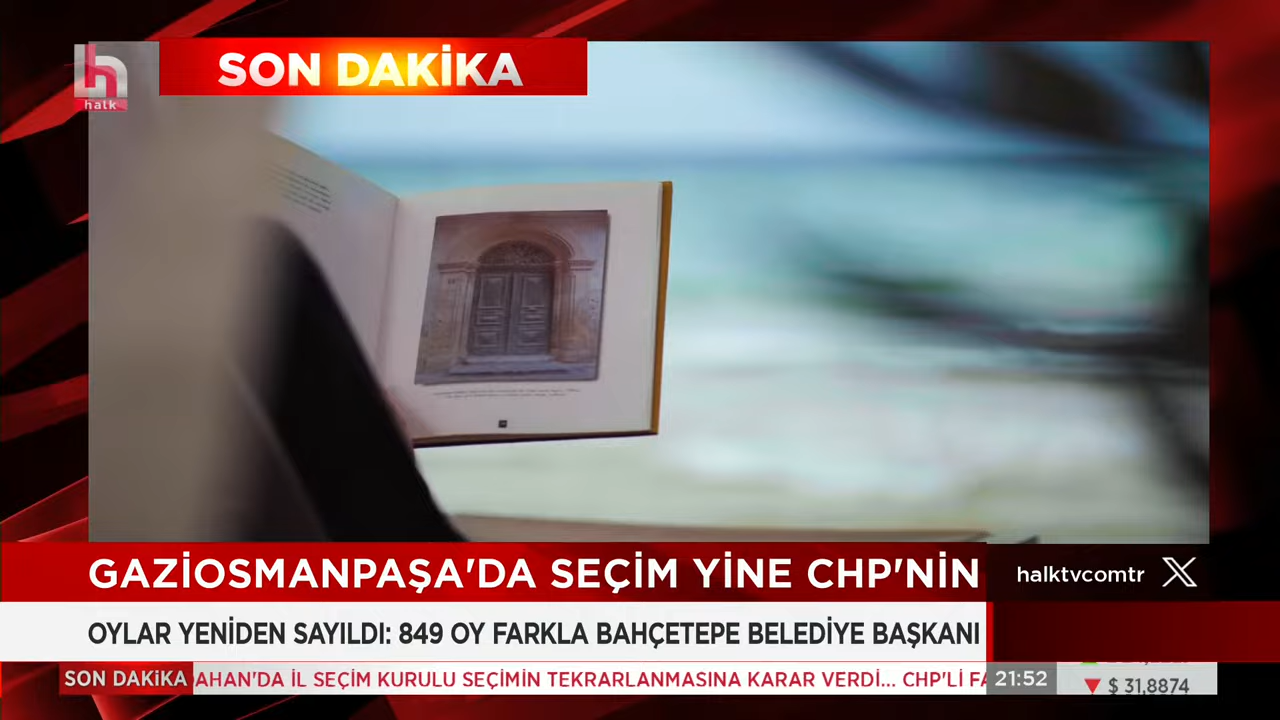 SON DAKİKA
h
halk
GAZİOSMANPAŞA'DA SEÇİM YİNE CHP'NİN
halktvcomtr X
OYLAR YENİDEN SAYILDI: 849 OY FARKLA BAHÇETEPE BELEDİYE BAŞKANI
SON DAKİKA AHAN'DA İL SEÇİM KURULU SEÇİMİN TEKRARLANMASINA KARAR VERDİ... CHP'Lİ FA 21:52
$ 31,8874